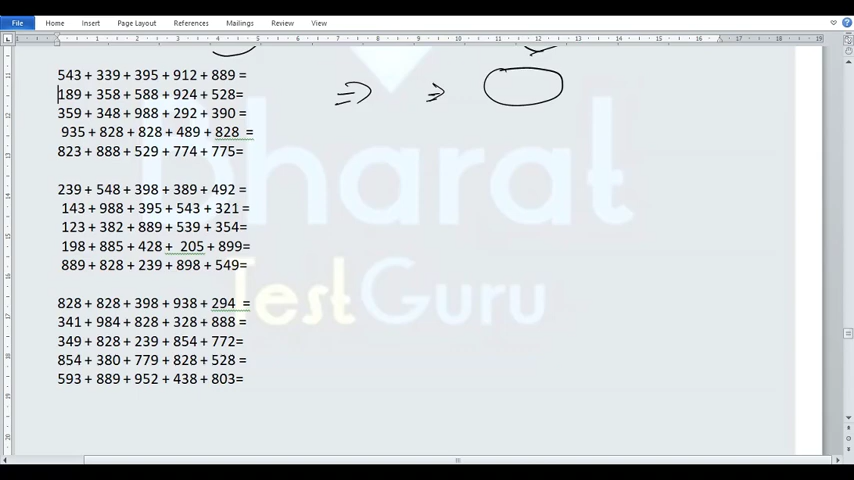 File Home Insert Page Layout References Mailings Review View
543 + 339 + 395 + 912 + 889 =
189 + 358 + 588 + 924 + 528=
359 + 348 + 988 + 292 + 390 =
935 + 828 + 828 + 489 + 828 =
823 + 888 + 529 + 774 + 775=
239 + 548 + 398 + 389 + 492 =
143 + 988 + 395 + 543 + 321=
123 + 382 + 889 + 539 + 354=
198 + 885 + 428 + 205 + 899=
889 + 828 + 239 + 898 + 549=
828 + 828 + 398 + 938 + 294 =
341 + 984 + 828 + 328 + 888 =
349 + 828 + 239 + 854 + 772=
854 + 380 + 779 + 828 + 528 =
593 + 889 + 952 + 438 + 803=
Bharat
TestGuru